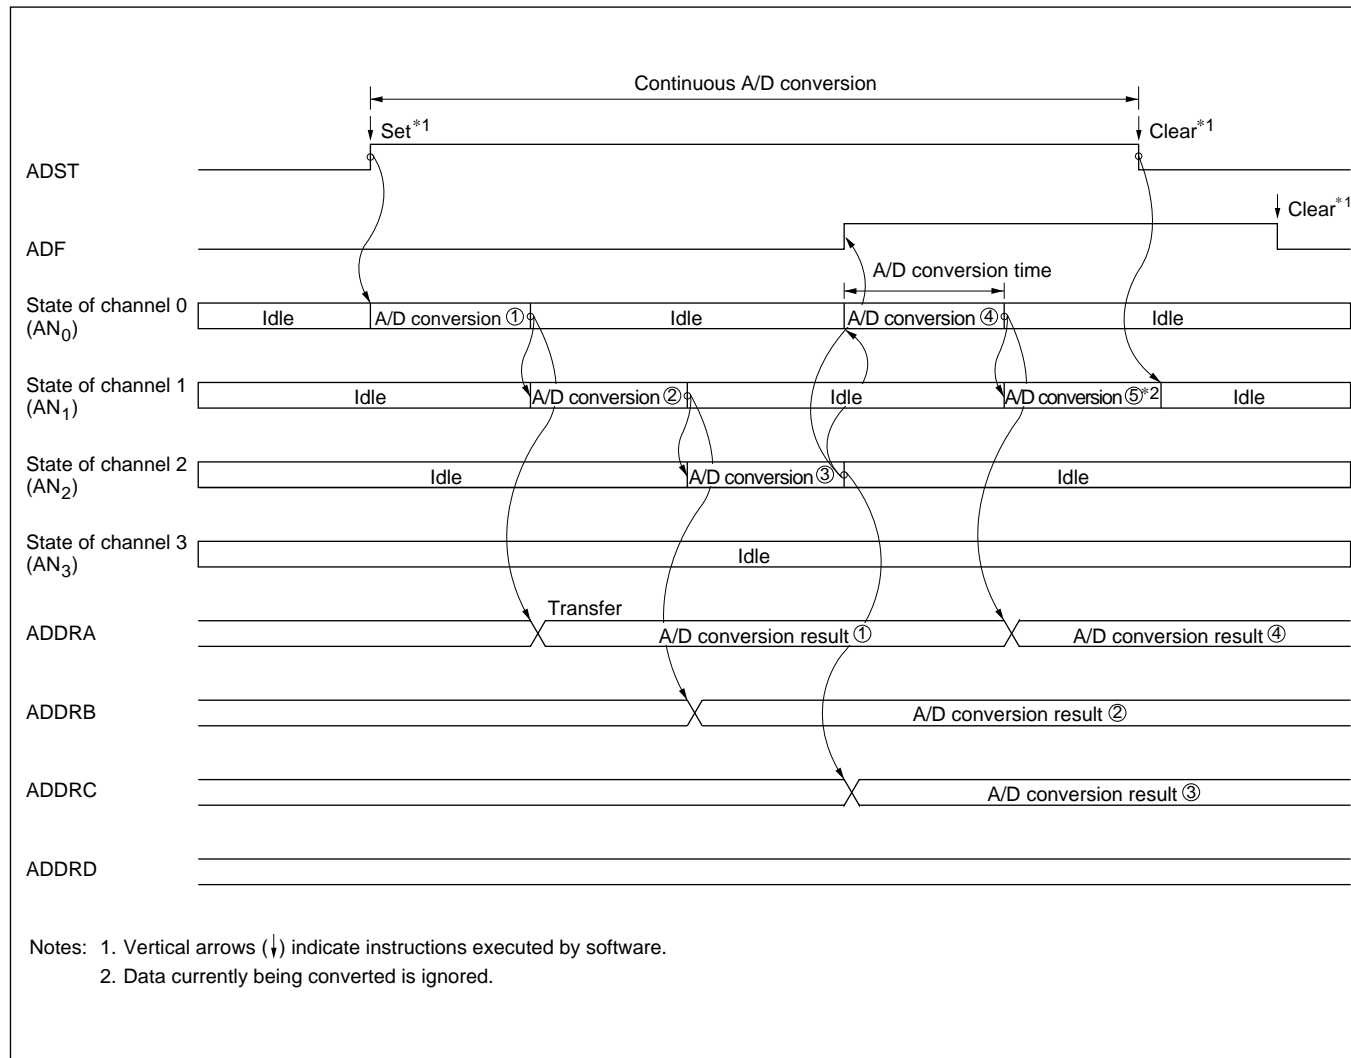 Continuous A/D conversion
Set*1
Clear*1
ADST
Clear*1
ADF
A/D conversion time
State of channel 0
(AN0)
Idle
A/D conversion ①
Idle
A/D conversion ④
Idle
State of channel 1
(AN1)
Idle
A/D conversion ②
Idle
A/D conversion ⑤*2
Idle
State of channel 2
(AN2)
Idle
A/D conversion ③
Idle
State of channel 3
(AN3)
Idle
Transfer
ADDRA
A/D conversion result ①
A/D conversion result ④
ADDRB
A/D conversion result ②
ADDRC
A/D conversion result ③
ADDRD
Notes: 1. Vertical arrows (↓) indicate instructions executed by software.
2. Data currently being converted is ignored.